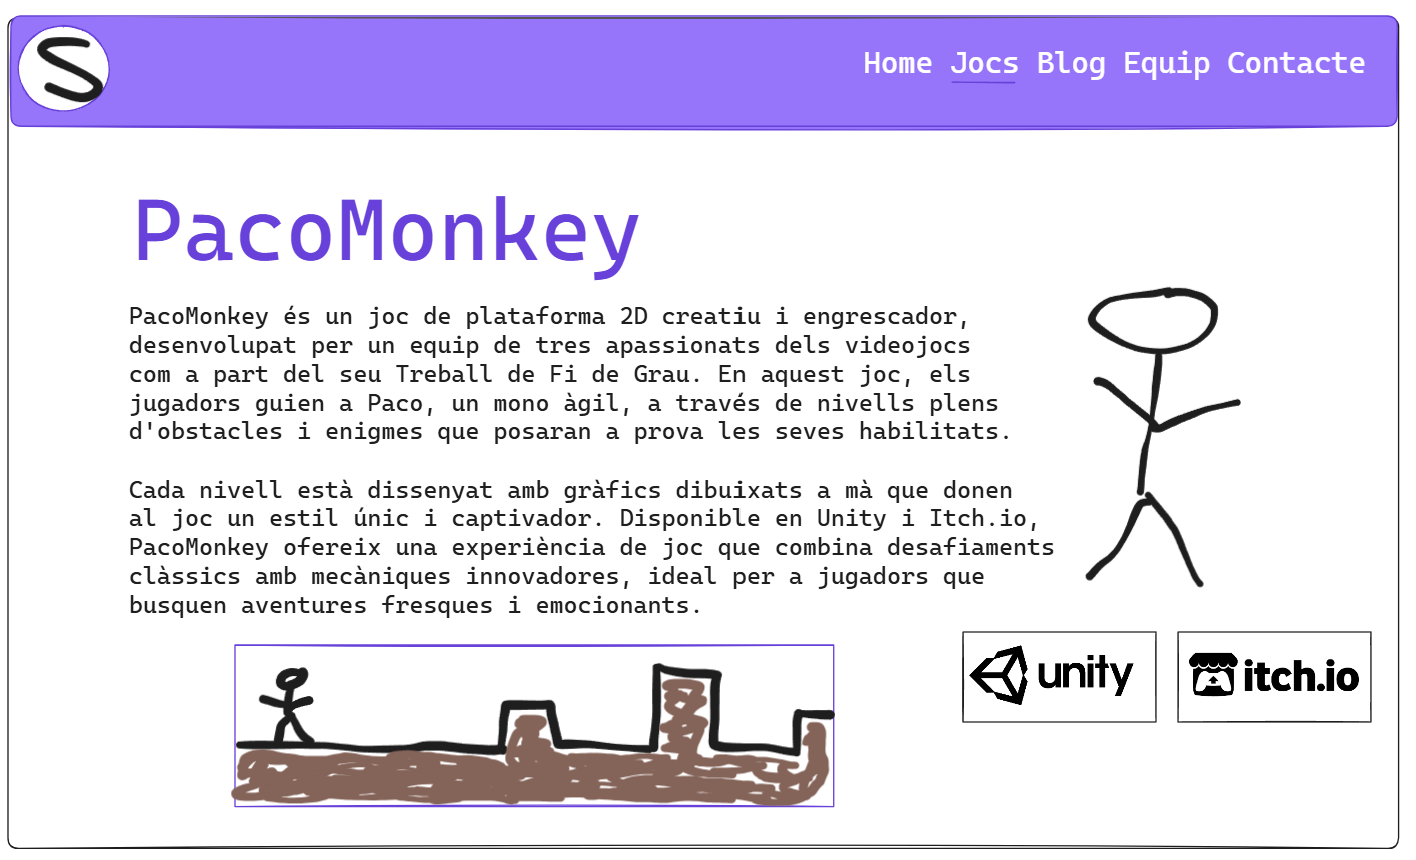 S
Home Jocs Blog Equip Contacte
PacoMonkey
PacoMonkey és un joc de plataforma 2D creatiu i engrescador,
desenvolupat per un equip de tres apassionats dels videojocs
com a part del seu Treball de Fi de Grau. En aquest joc, els
jugadors guien a Paco, un mono àgil, a través de nivells plens
d'obstacles i enigmes que posaran a prova les seves habilitats.
Cada nivell està dissenyat amb gràfics dibuixats a mà que donen
al joc un estil únic i captivador. Disponible en Unity i Itch.io,
PacoMonkey ofereix una experiència de joc que combina desafiaments
clàssics amb mecàniques innovadores, ideal per a jugadors que
busquen aventures fresques i emocionants.
unity
itch.io